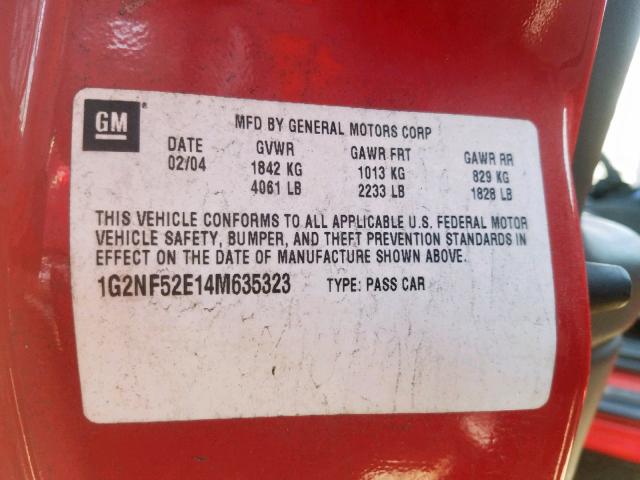 GM
MFD BY GENERAL MOTORS CORP
DATE GVWR GAWR FRT GAWR RR
02/04 1842 KG 1013 KG 829 KG
4061 LB 2233 LB 1828 LB
THIS VEHICLE CONFORMS TO ALL APPLICABLE U.S. FEDERAL MOTOR
VEHICLE SAFETY, BUMPER, AND THEFT PREVENTION STANDARDS IN
EFFECT ON THE DATE OF MANUFACTURE SHOWN ABOVE.
1G2NF52E14M635323 TYPE: PASS CAR